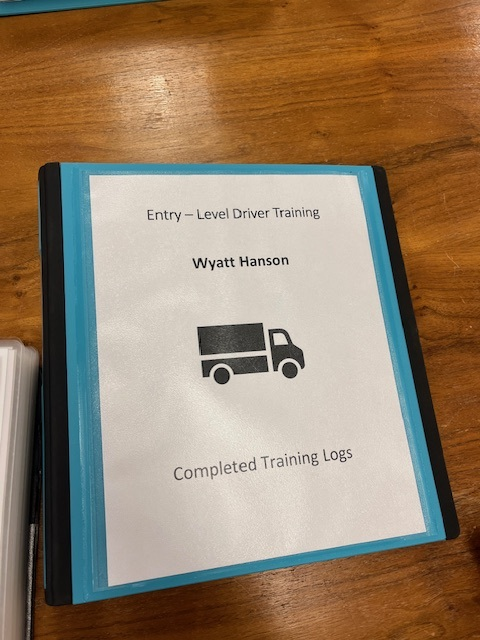 Entry – Level Driver Training
Wyatt Hanson
Completed Training Logs